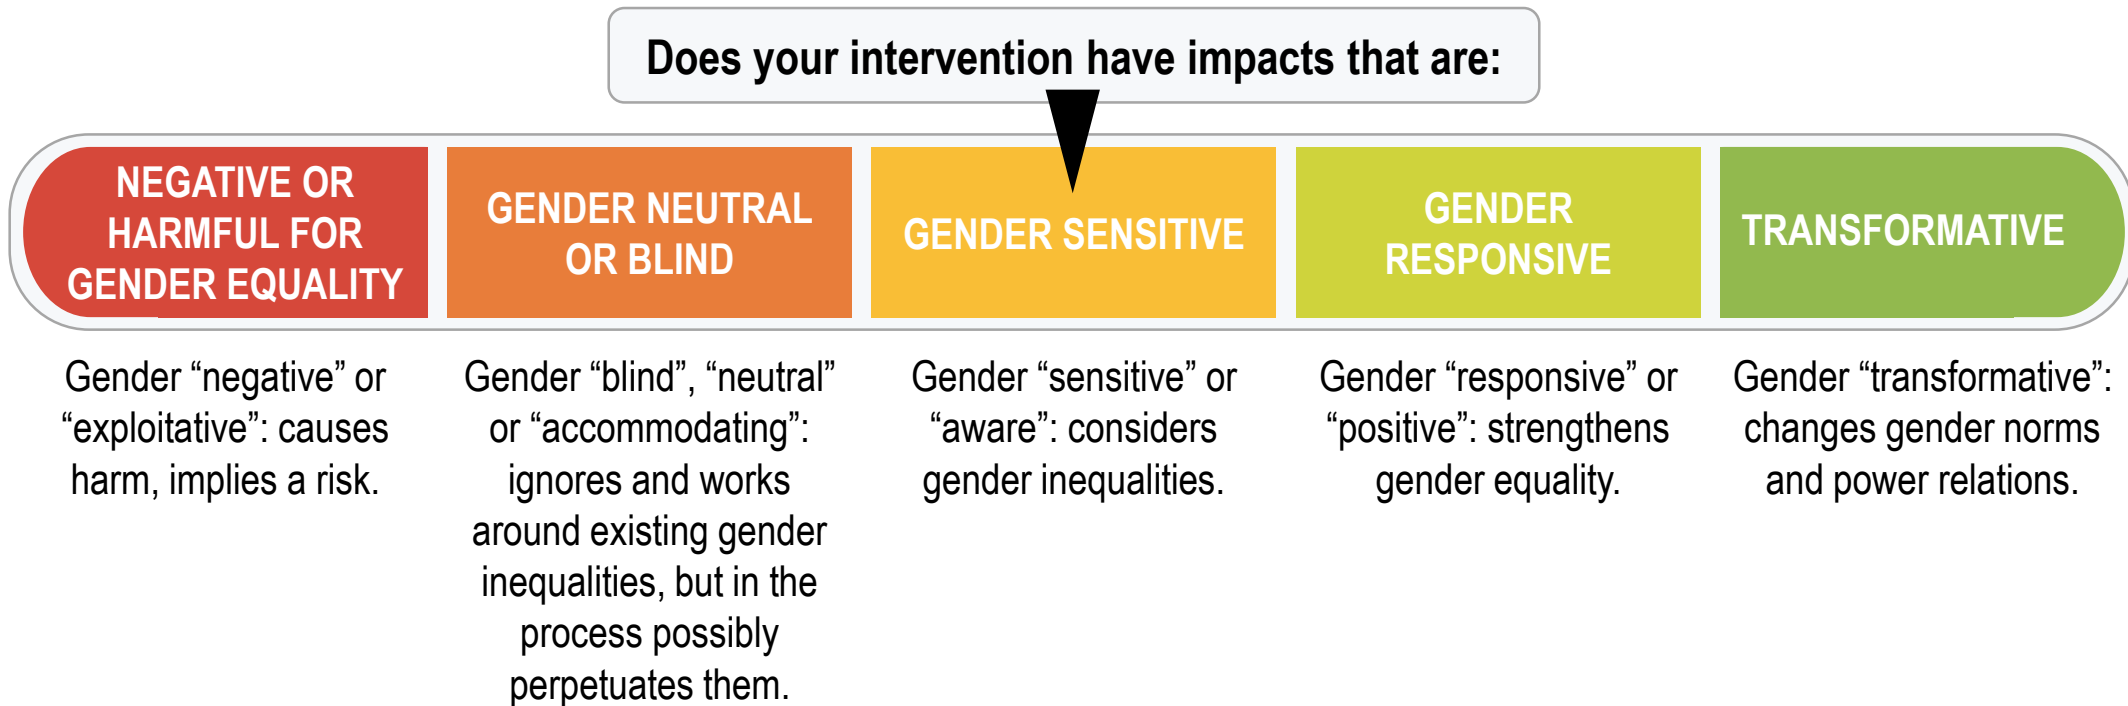 Does your intervention have impacts that are:
NEGATIVE OR
HARMFUL FOR
GENDER EQUALITY
GENDER NEUTRAL
OR BLIND
GENDER SENSITIVE
GENDER
RESPONSIVE
TRANSFORMATIVE
Gender “negative” or
“exploitative”: causes
harm, implies a risk.
Gender “blind”, “neutral”
or “accommodating”:
ignores and works
around existing gender
inequalities, but in the
process possibly
perpetuates them.
Gender “sensitive” or
“aware”: considers
gender inequalities.
Gender “responsive” or
“positive”: strengthens
gender equality.
Gender “transformative”:
changes gender norms
and power relations.